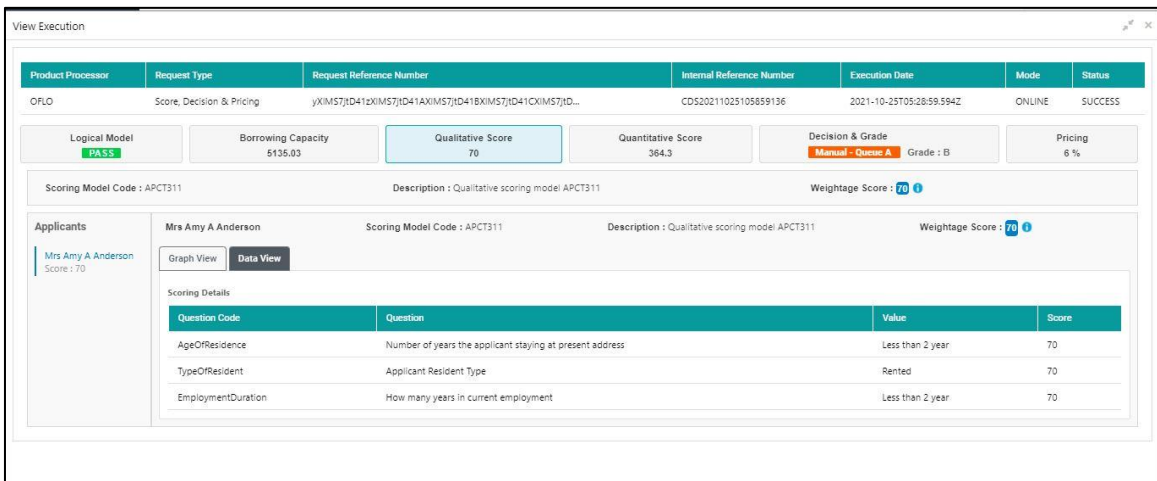 View Execution
Product Processor Request Type Request Reference Number Internal Reference Number Execution Date Mode Status
OFLO Score, Decision & Pricing yXIMS7jtD41zXIMS7jtD41AXIMS7jtD41BXIMS7jtD41CXIMS7jtD... CDS20211025105859136 2021-10-25T05:28:59.594Z ONLINE SUCCESS
Logical Model Borrowing Capacity Qualitative Score Quantitative Score Decision & Grade Pricing
PASS 5135.03 70 364.3 Manual - Queue A Grade : B 6 %
Scoring Model Code : APCT311 Description : Qualitative scoring model APCT311 Weightage Score : 70
Applicants Mrs Amy A Anderson Scoring Model Code : APCT311 Description : Qualitative scoring model APCT311 Weightage Score : 70
Mrs Amy A Anderson
Score : 70
Graph View Data View
Scoring Details
Question Code Question Value Score
AgeOfResidence Number of years the applicant staying at present address Less than 2 year 70
TypeOfResident Applicant Resident Type Rented 70
EmploymentDuration How many years in current employment Less than 2 year 70